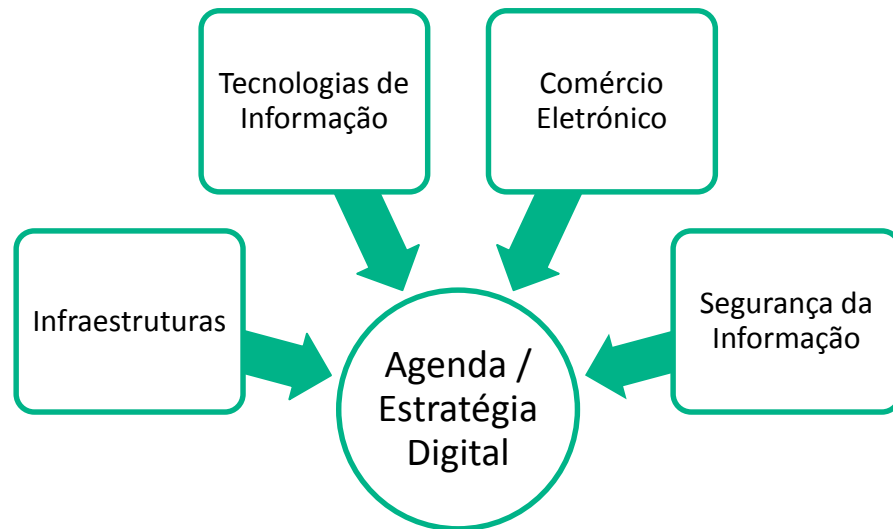 Tecnologias de
Informação
Comércio
Eletrónico
Infraestruturas
Segurança da
Informação
Agenda /
Estratégia
Digital